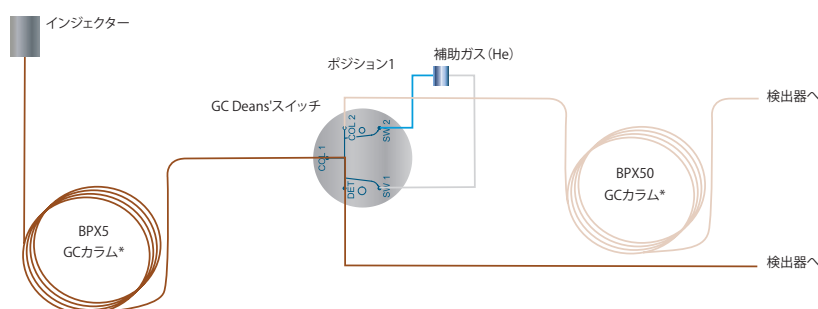 インジェクター
補助ガス(He)
ポジション1
検出器へ
GC Deans'スイッチ
COL 2
SW 2
COL 1
DET
SW 1
BPX50
GCカラム*
BPX5
GCカラム*
検出器へ